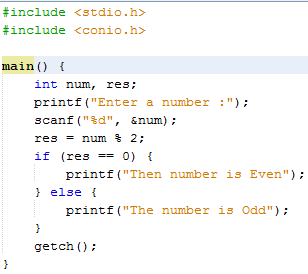 #include <stdio.h>
#include <conio.h>
main() {
int num, res;
printf("Enter a number :");
scanf("%d", &num);
res = num % 2;
if (res == 0) {
printf("Then number is Even");
} else {
printf("The number is Odd");
}
getch();
}